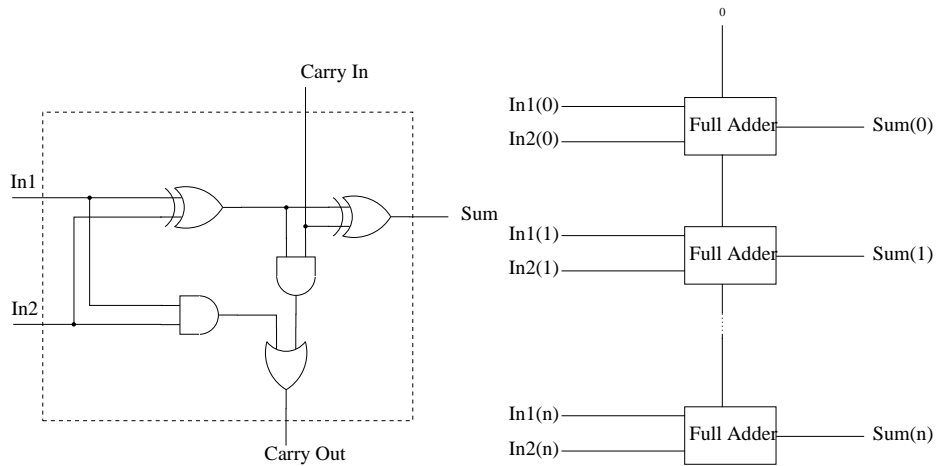 Carry In
In1
In2
Sum
Carry Out
0
In1(0)
In2(0)
Full Adder
Sum(0)
In1(1)
In2(1)
Full Adder
Sum(1)
In1(n)
In2(n)
Full Adder
Sum(n)